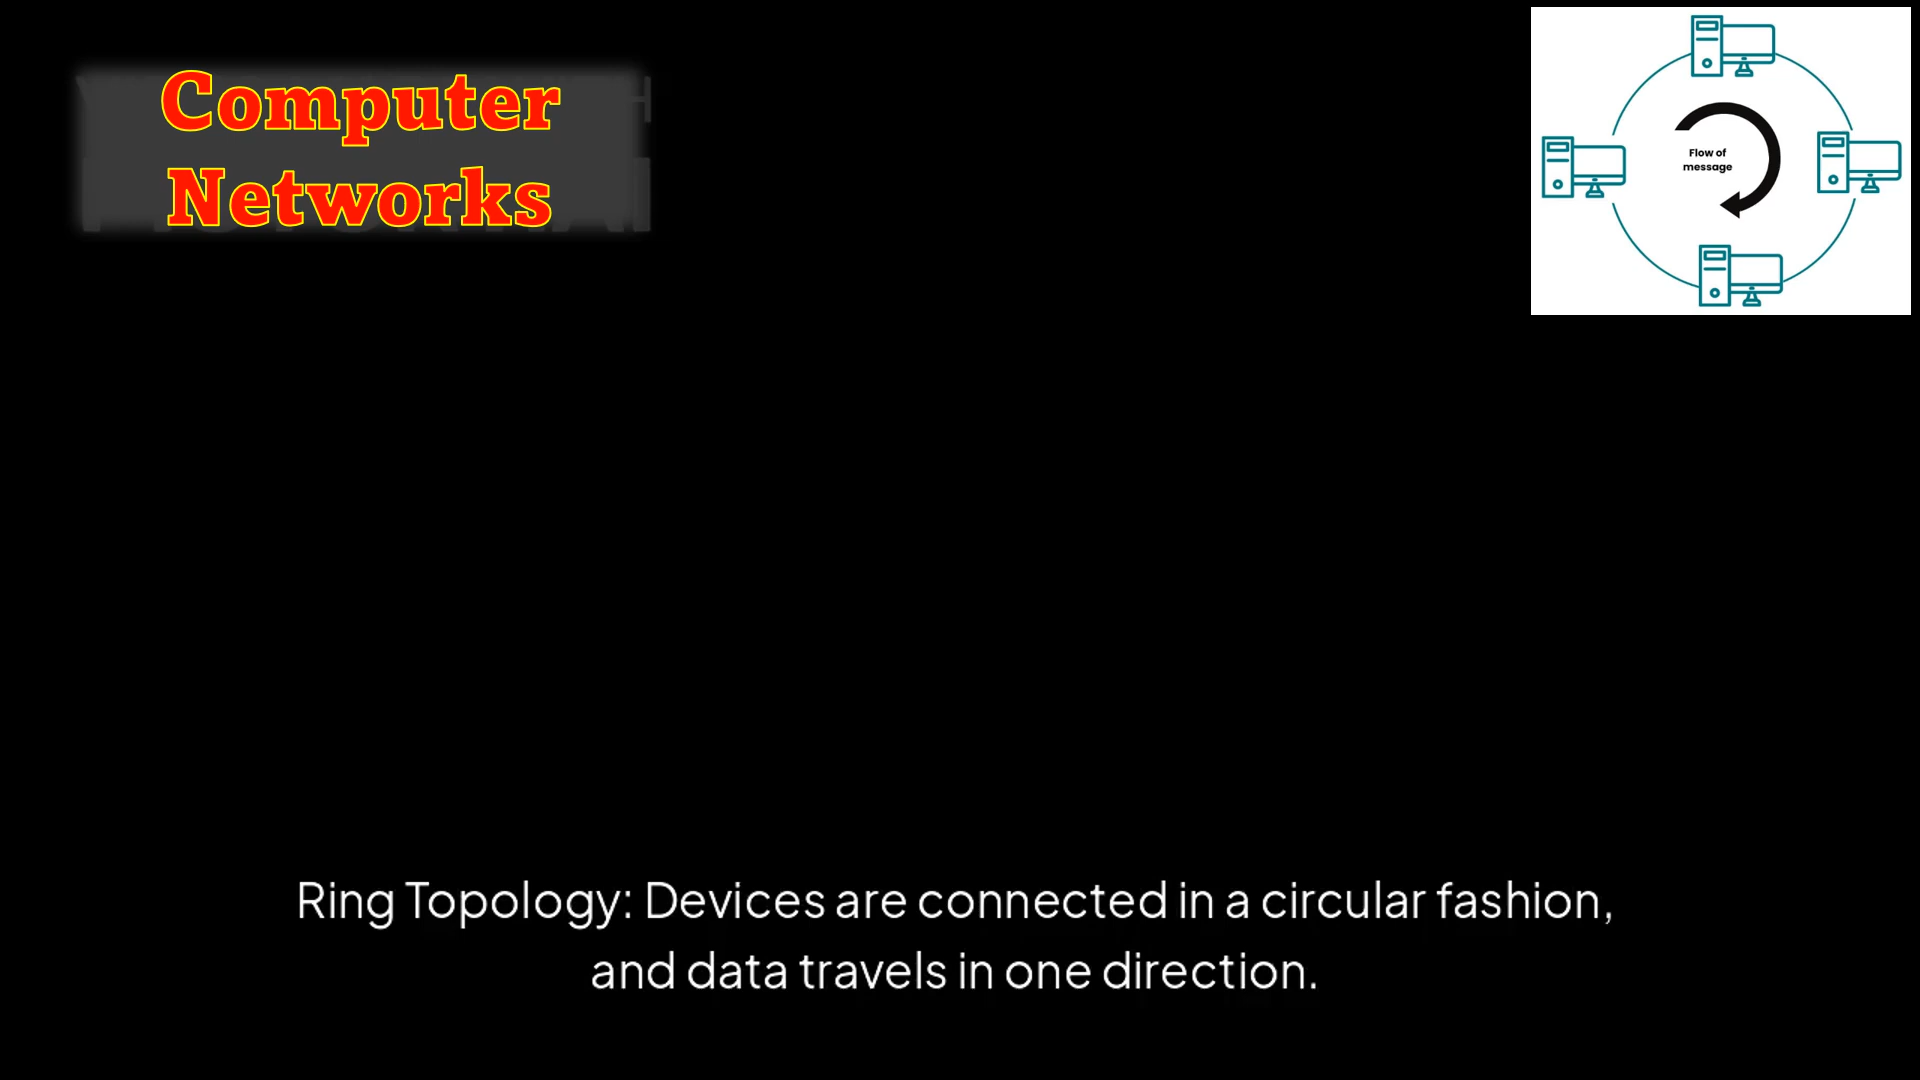 Computer
Networks
Flow of
message
Ring Topology: Devices are connected in a circular fashion,
and data travels in one direction.